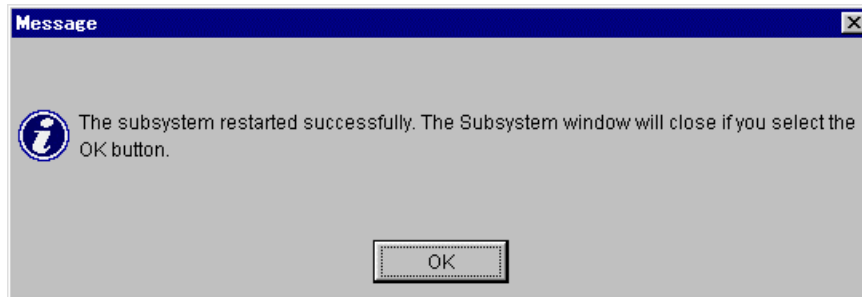 Message
The subsystem restarted successfully. The Subsystem window will close if you select the
OK button.
OK